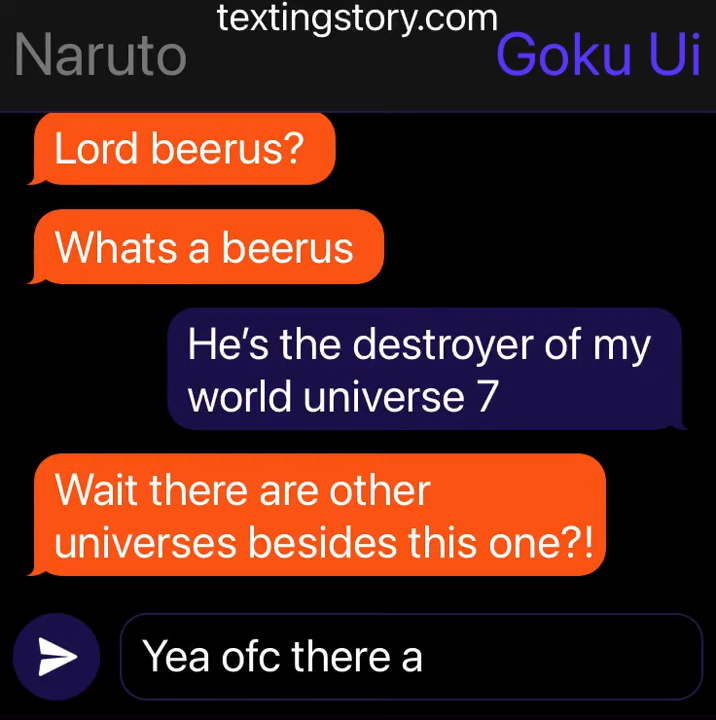 textingstory.com
Naruto
Goku Ui
Lord beerus?
Whats a beerus
He's the destroyer of my
world universe 7
Wait there are other
universes besides this one?!
Yea ofc there a